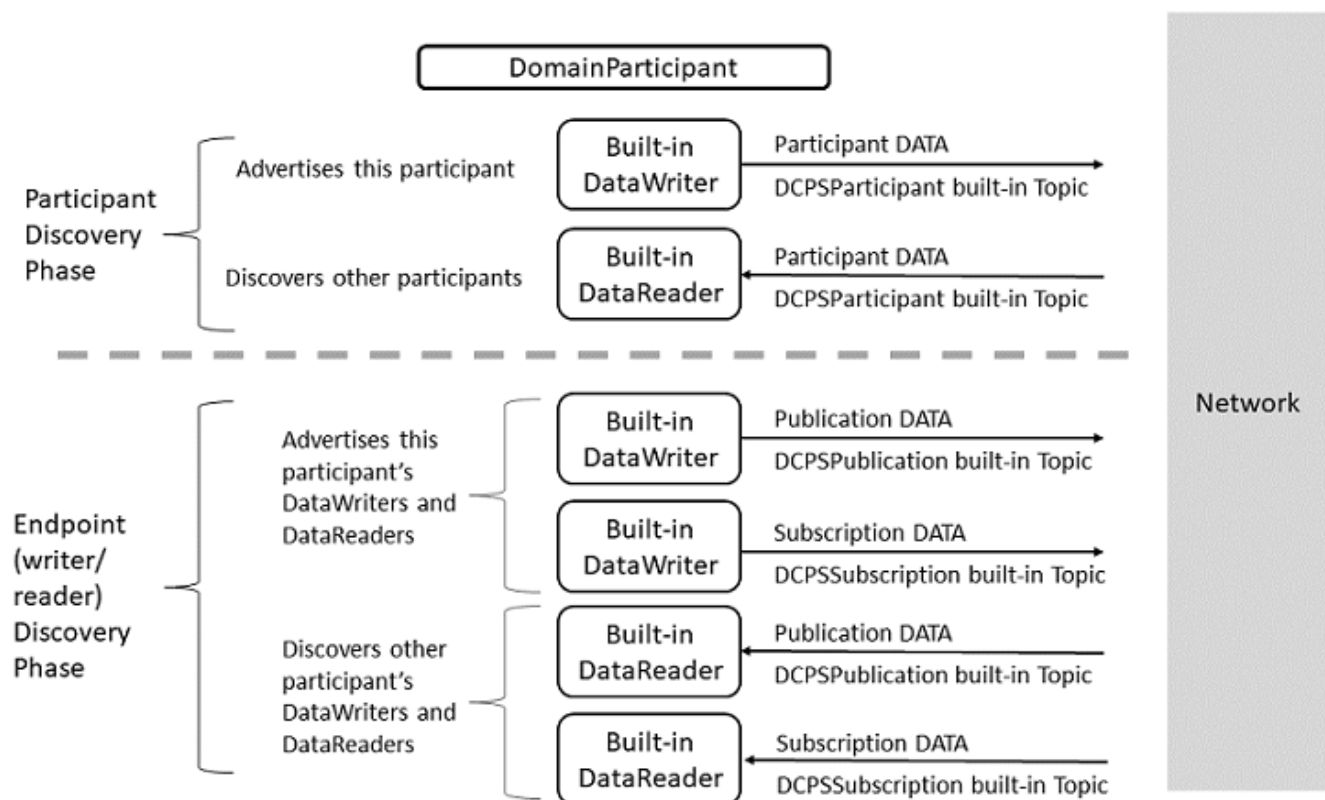 DomainParticipant
Participant
Discovery
Phase
Advertises this participant
Built-in
DataWriter
Participant DATA
DCPSParticipant built-in Topic
Discovers other participants
Built-in
DataReader
Participant DATA
DCPSParticipant built-in Topic
Network
Endpoint
(writer/
reader)
Discovery
Phase
Advertises this
participant's
DataWriters and
DataReaders
Built-in
DataWriter
Publication DATA
DCPSPublication built-in Topic
Built-in
DataWriter
Subscription DATA
DCPSSubscription built-in Topic
Discovers other
participant's
DataWriters and
DataReaders
Built-in
DataReader
Publication DATA
DCPSPublication built-in Topic
Built-in
DataReader
Subscription DATA
DCPSSubscription built-in Topic